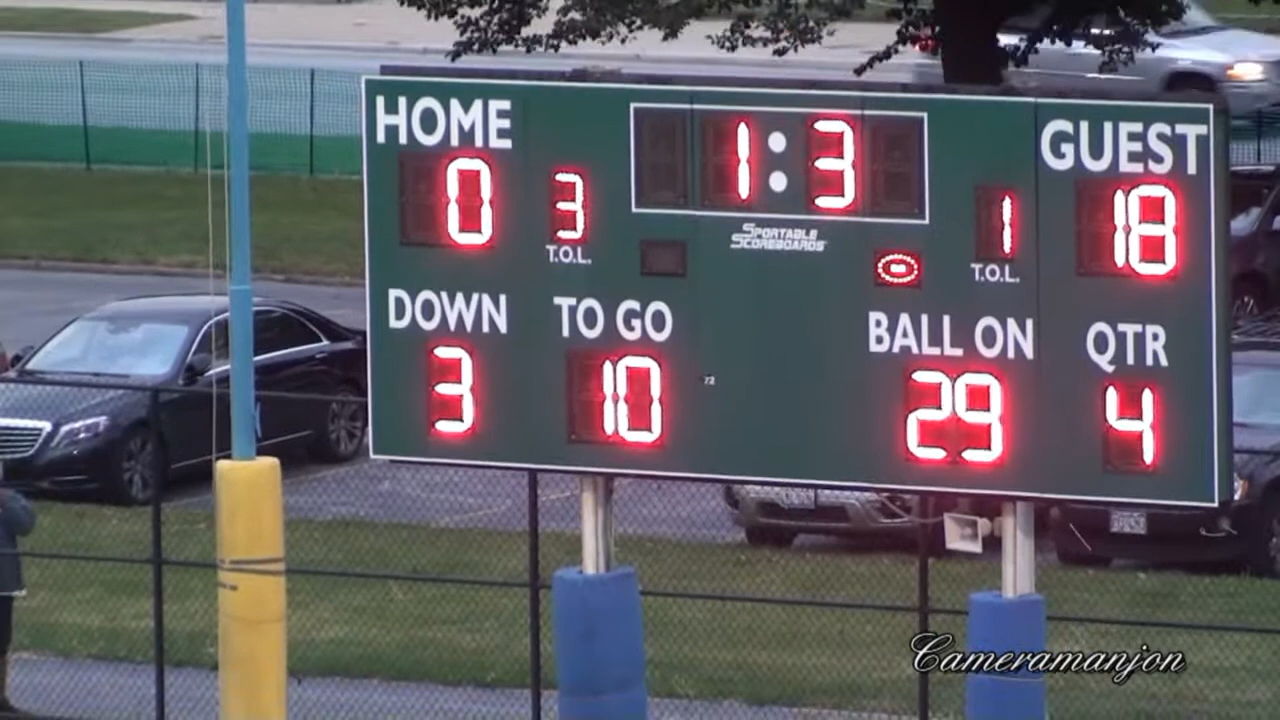 HOME
0
3
T.O.L.
1:3
SPORTABLE
SCOREBOARDS
1
T.O.L.
GUEST
18
DOWN
3
TO GO
10
72
BALL ON
29
QTR
4
Cameramanjon